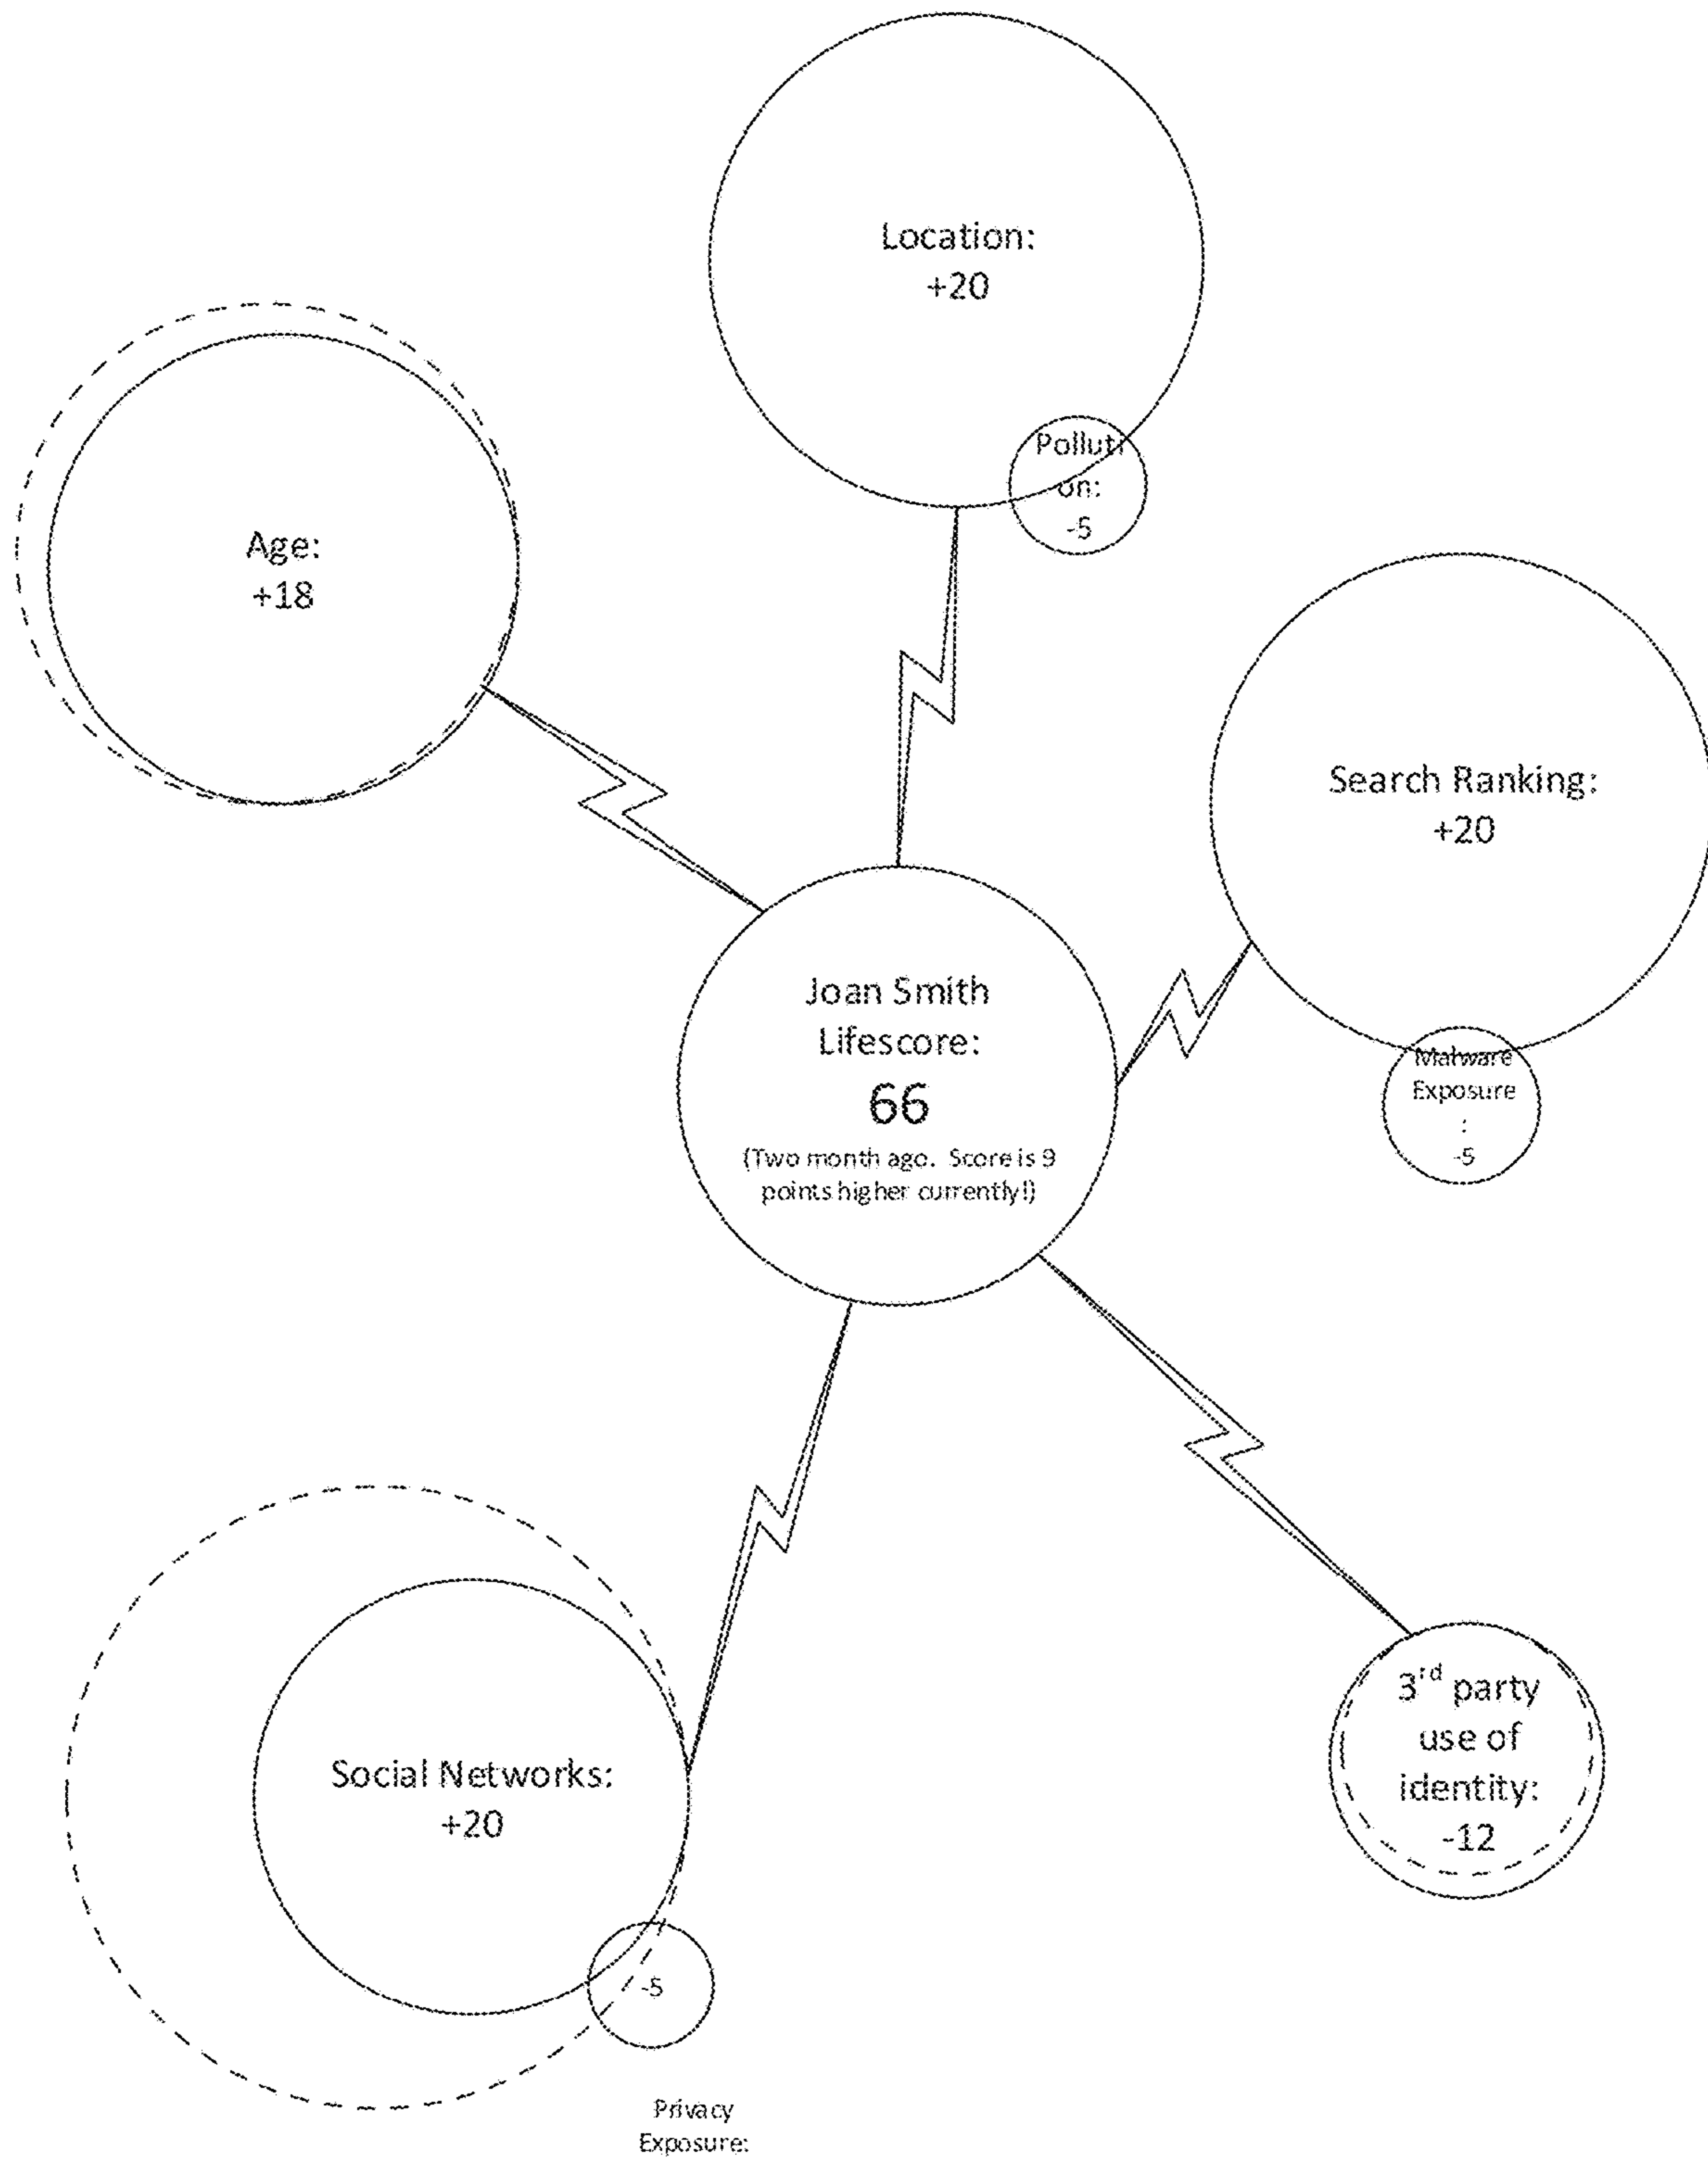 Location:
+20
Polluti
on:
-5
Age:
+18
Search Ranking:
+20
Malware
Exposure
:
-5
Joan Smith
Lifescore:
66
(Two month ago. Score is 9
points higher currently!)
Social Networks:
+20
-5
Privacy
Exposure:
3rd party
use of
identity:
-12